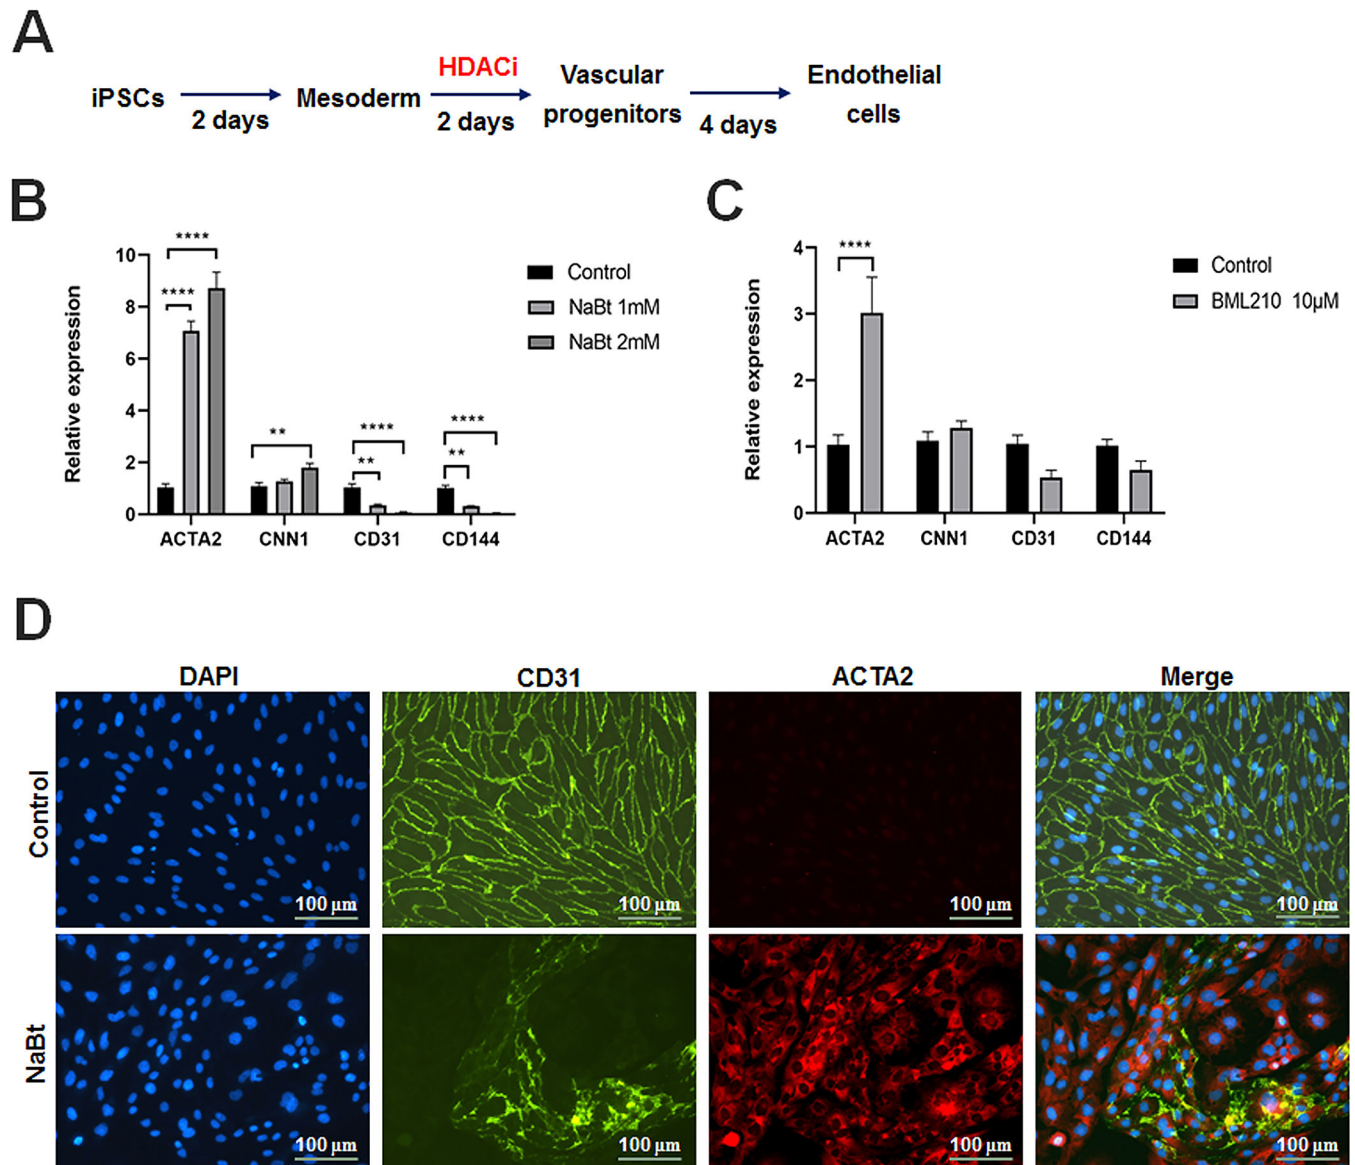 A
iPSCs
2 days
Mesoderm
HDACi
2 days
Vascular
progenitors
4 days
Endothelial
cells
B
Relative expression
10
8
6
4
2
0
****
****
**
****
**
****
**
ACTA2 CNN1 CD31 CD144
Control
NaBt 1mM
NaBt 2mM
C
Relative expression
4
3
2
1
0
****
ACTA2 CNN1 CD31 CD144
Control
BML210 10µM
D
DAPI CD31 ACTA2 Merge
Control
100 µm 100 µm 100 µm 100 µm
NaBt
100 µm 100 µm 100 µm 100 µm